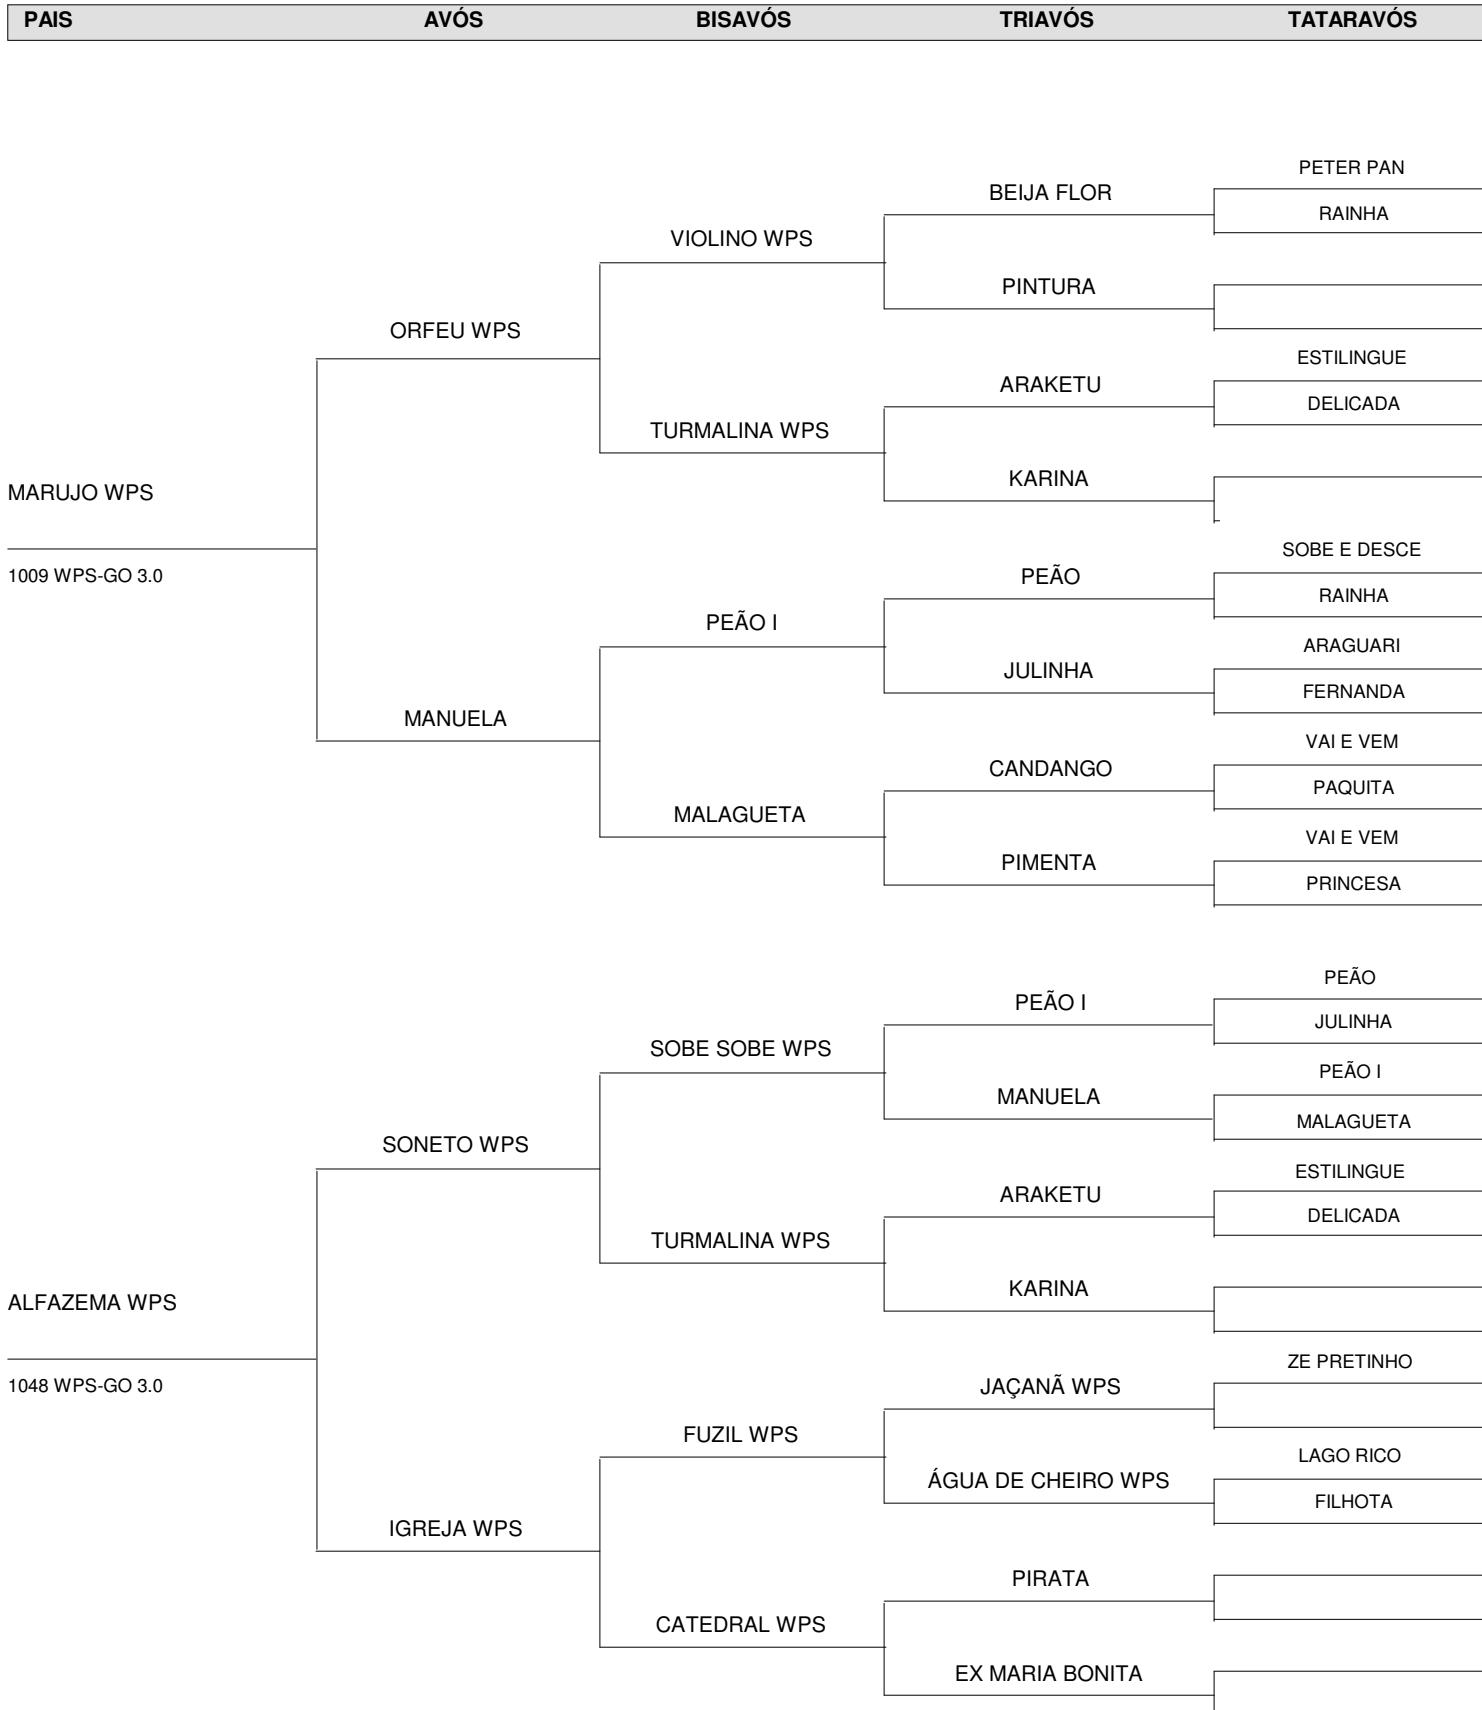 PAIS AVÓS BISAVÓS TRIAVÓS TATARAVÓS
PETER PAN
BEIJA FLOR
RAINHA
VIOLINO WPS
PINTURA
ORFEU WPS
ESTILINGUE
ARAKETU
DELICADA
TURMALINA WPS
KARINA
MARUJO WPS
SOBE E DESCE
1009 WPS-GO 3.0
PEÃO
RAINHA
PEÃO I
ARAGUARI
JULINHA
FERNANDA
MANUELA
VAI E VEM
CANDANGO
PAQUITA
MALAGUETA
VAI E VEM
PIMENTA
PRINCESA
PEÃO
PEÃO I
JULINHA
SOBE SOBE WPS
PEÃO I
MANUELA
MALAGUETA
SONETO WPS
ESTILINGUE
ARAKETU
DELICADA
TURMALINA WPS
KARINA
ALFAZEMA WPS
ZE PRETINHO
1048 WPS-GO 3.0
JAÇANÃ WPS
FUZIL WPS
LAGO RICO
ÁGUA DE CHEIRO WPS
FILHOTA
IGREJA WPS
PIRATA
CATEDRAL WPS
EX MARIA BONITA